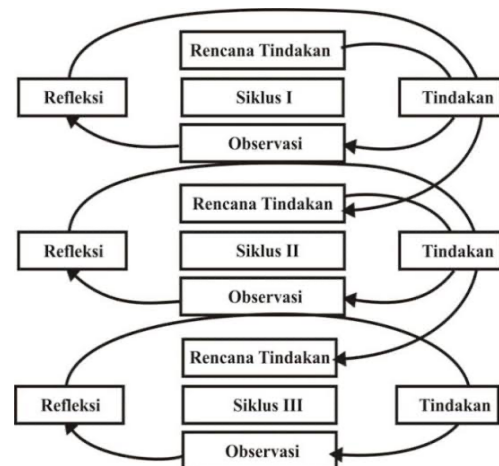 Rencana Tindakan
Refleksi
Siklus I
Tindakan
Observasi
Rencana Tindakan
Refleksi
Siklus II
Tindakan
Observasi
Rencana Tindakan
Refleksi
Siklus III
Tindakan
Observasi